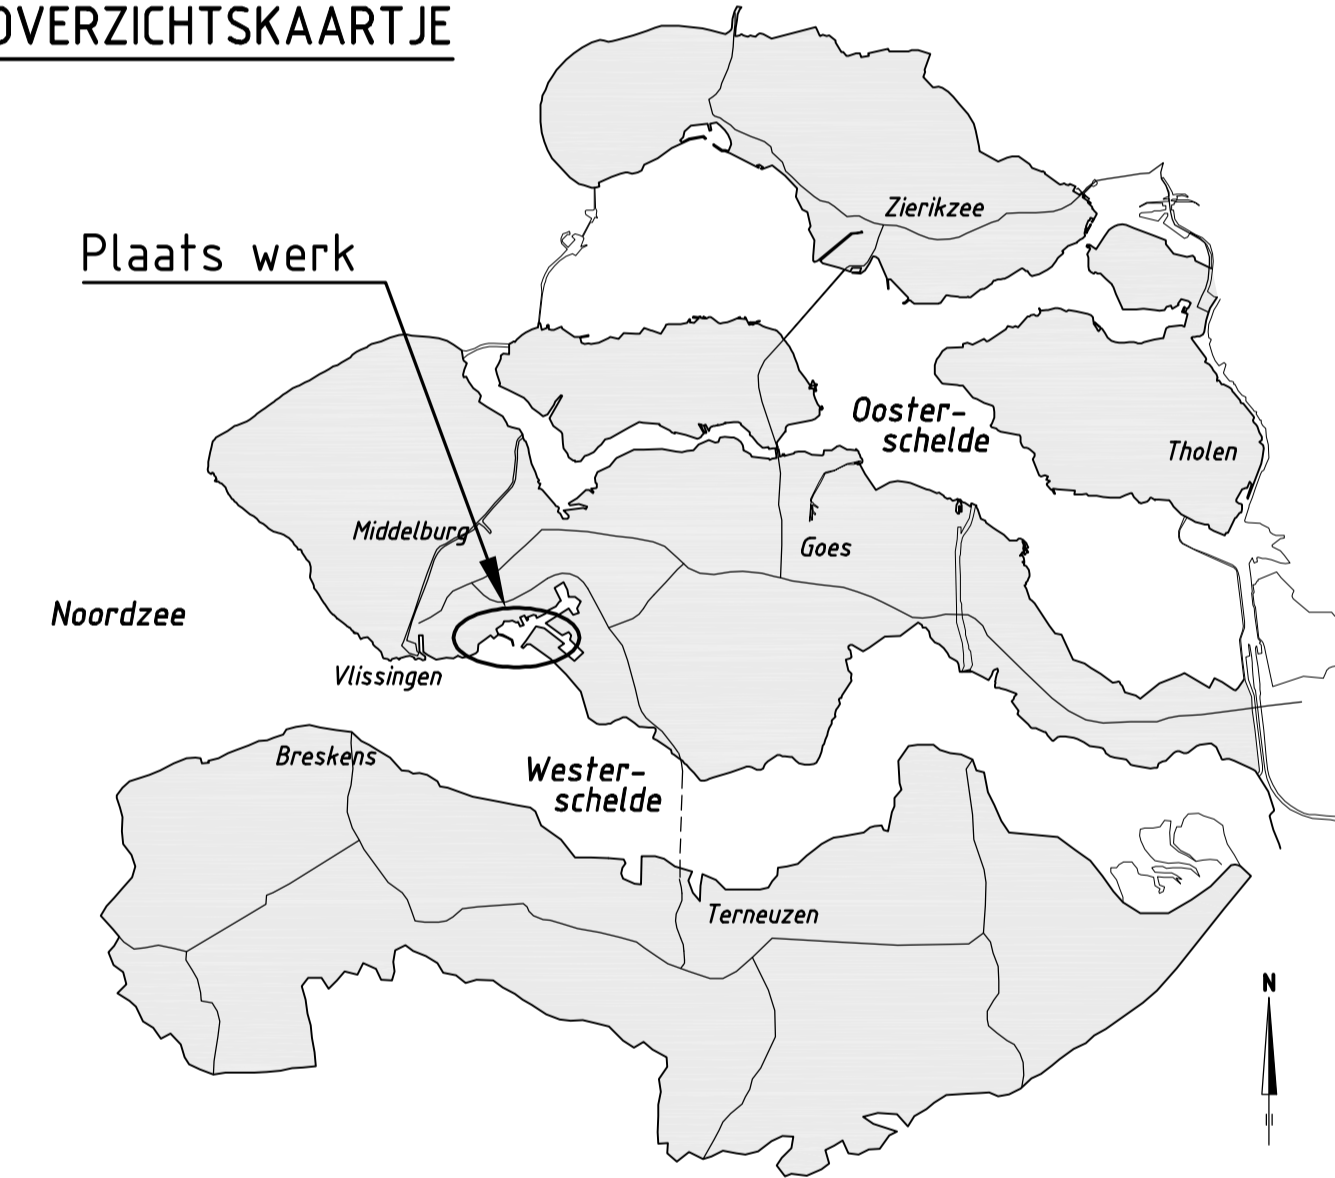 OVERZICHTSKAARTJE
Plaats werk
Zierikzee
Ooster-
schelde
Tholen
Middelburg
Goes
Noordzee
Vlissingen
Breskens
Wester-
schelde
Terneuzen
N